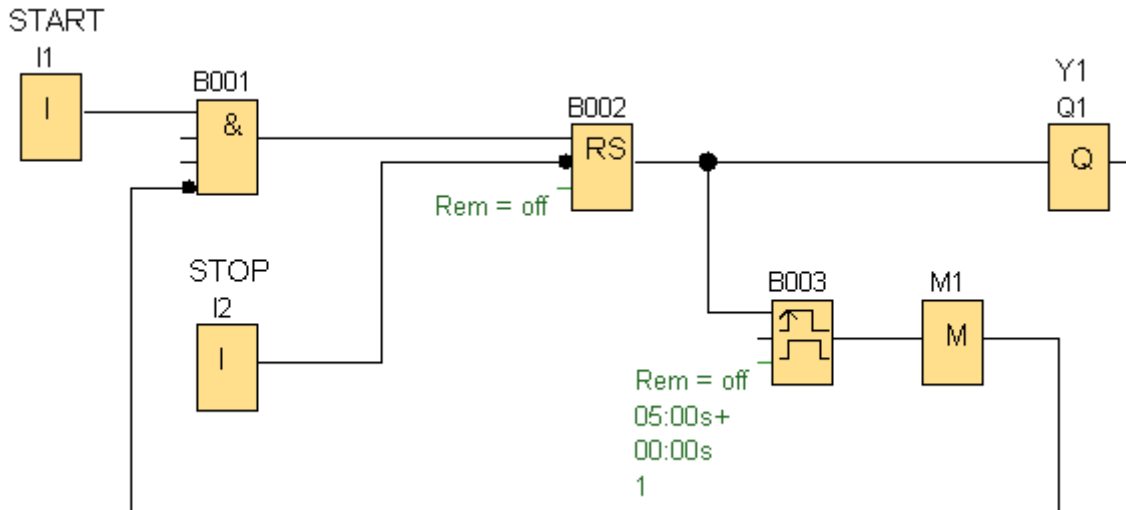 START
I1
I
B001
&
B002
RS
Rem = off
Y1
Q1
Q
STOP
I2
I
B003
Rem = off
05:00s+
00:00s
1
M1
M